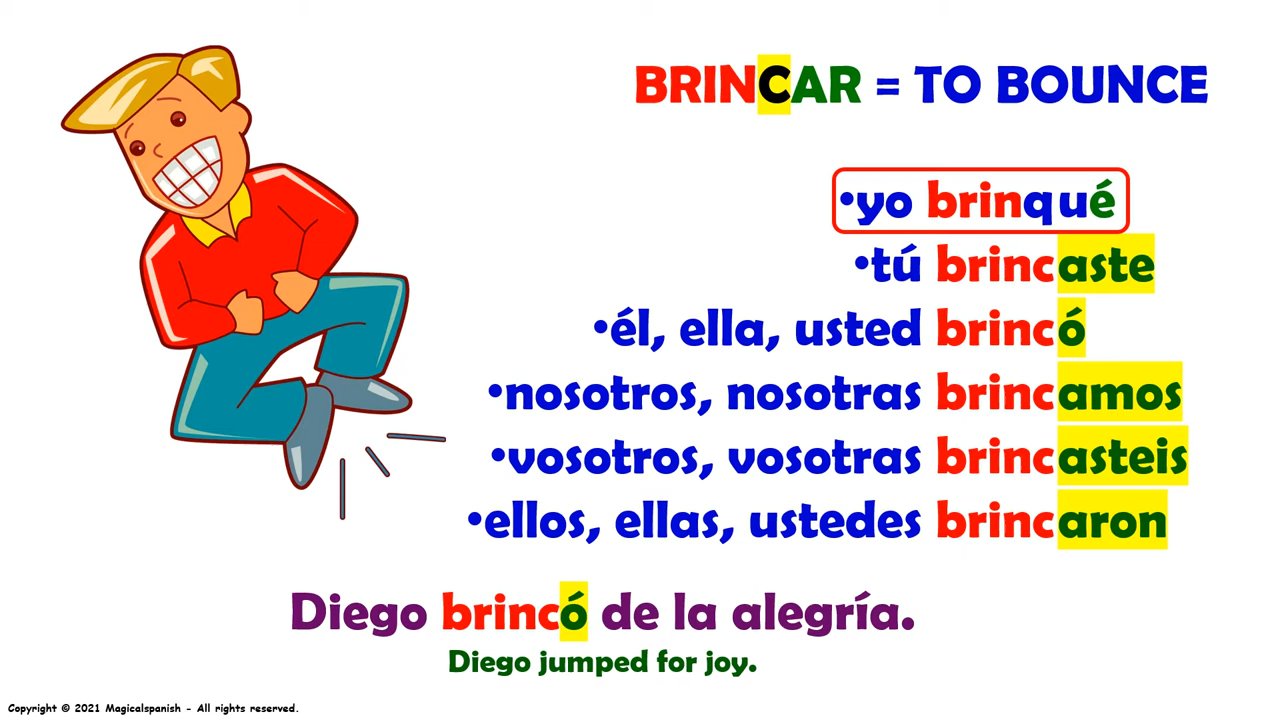 BRINCAR = TO BOUNCE
•yo brinqué
•tú brincaste
•él, ella, usted brincó
•nosotros, nosotras brincamos
•vosotros, vosotras brincasteis
•ellos, ellas, ustedes brincaron
Diego brincó de la alegría.
Diego jumped for joy.
Copyright © 2021 Magicalspanish - All rights reserved.